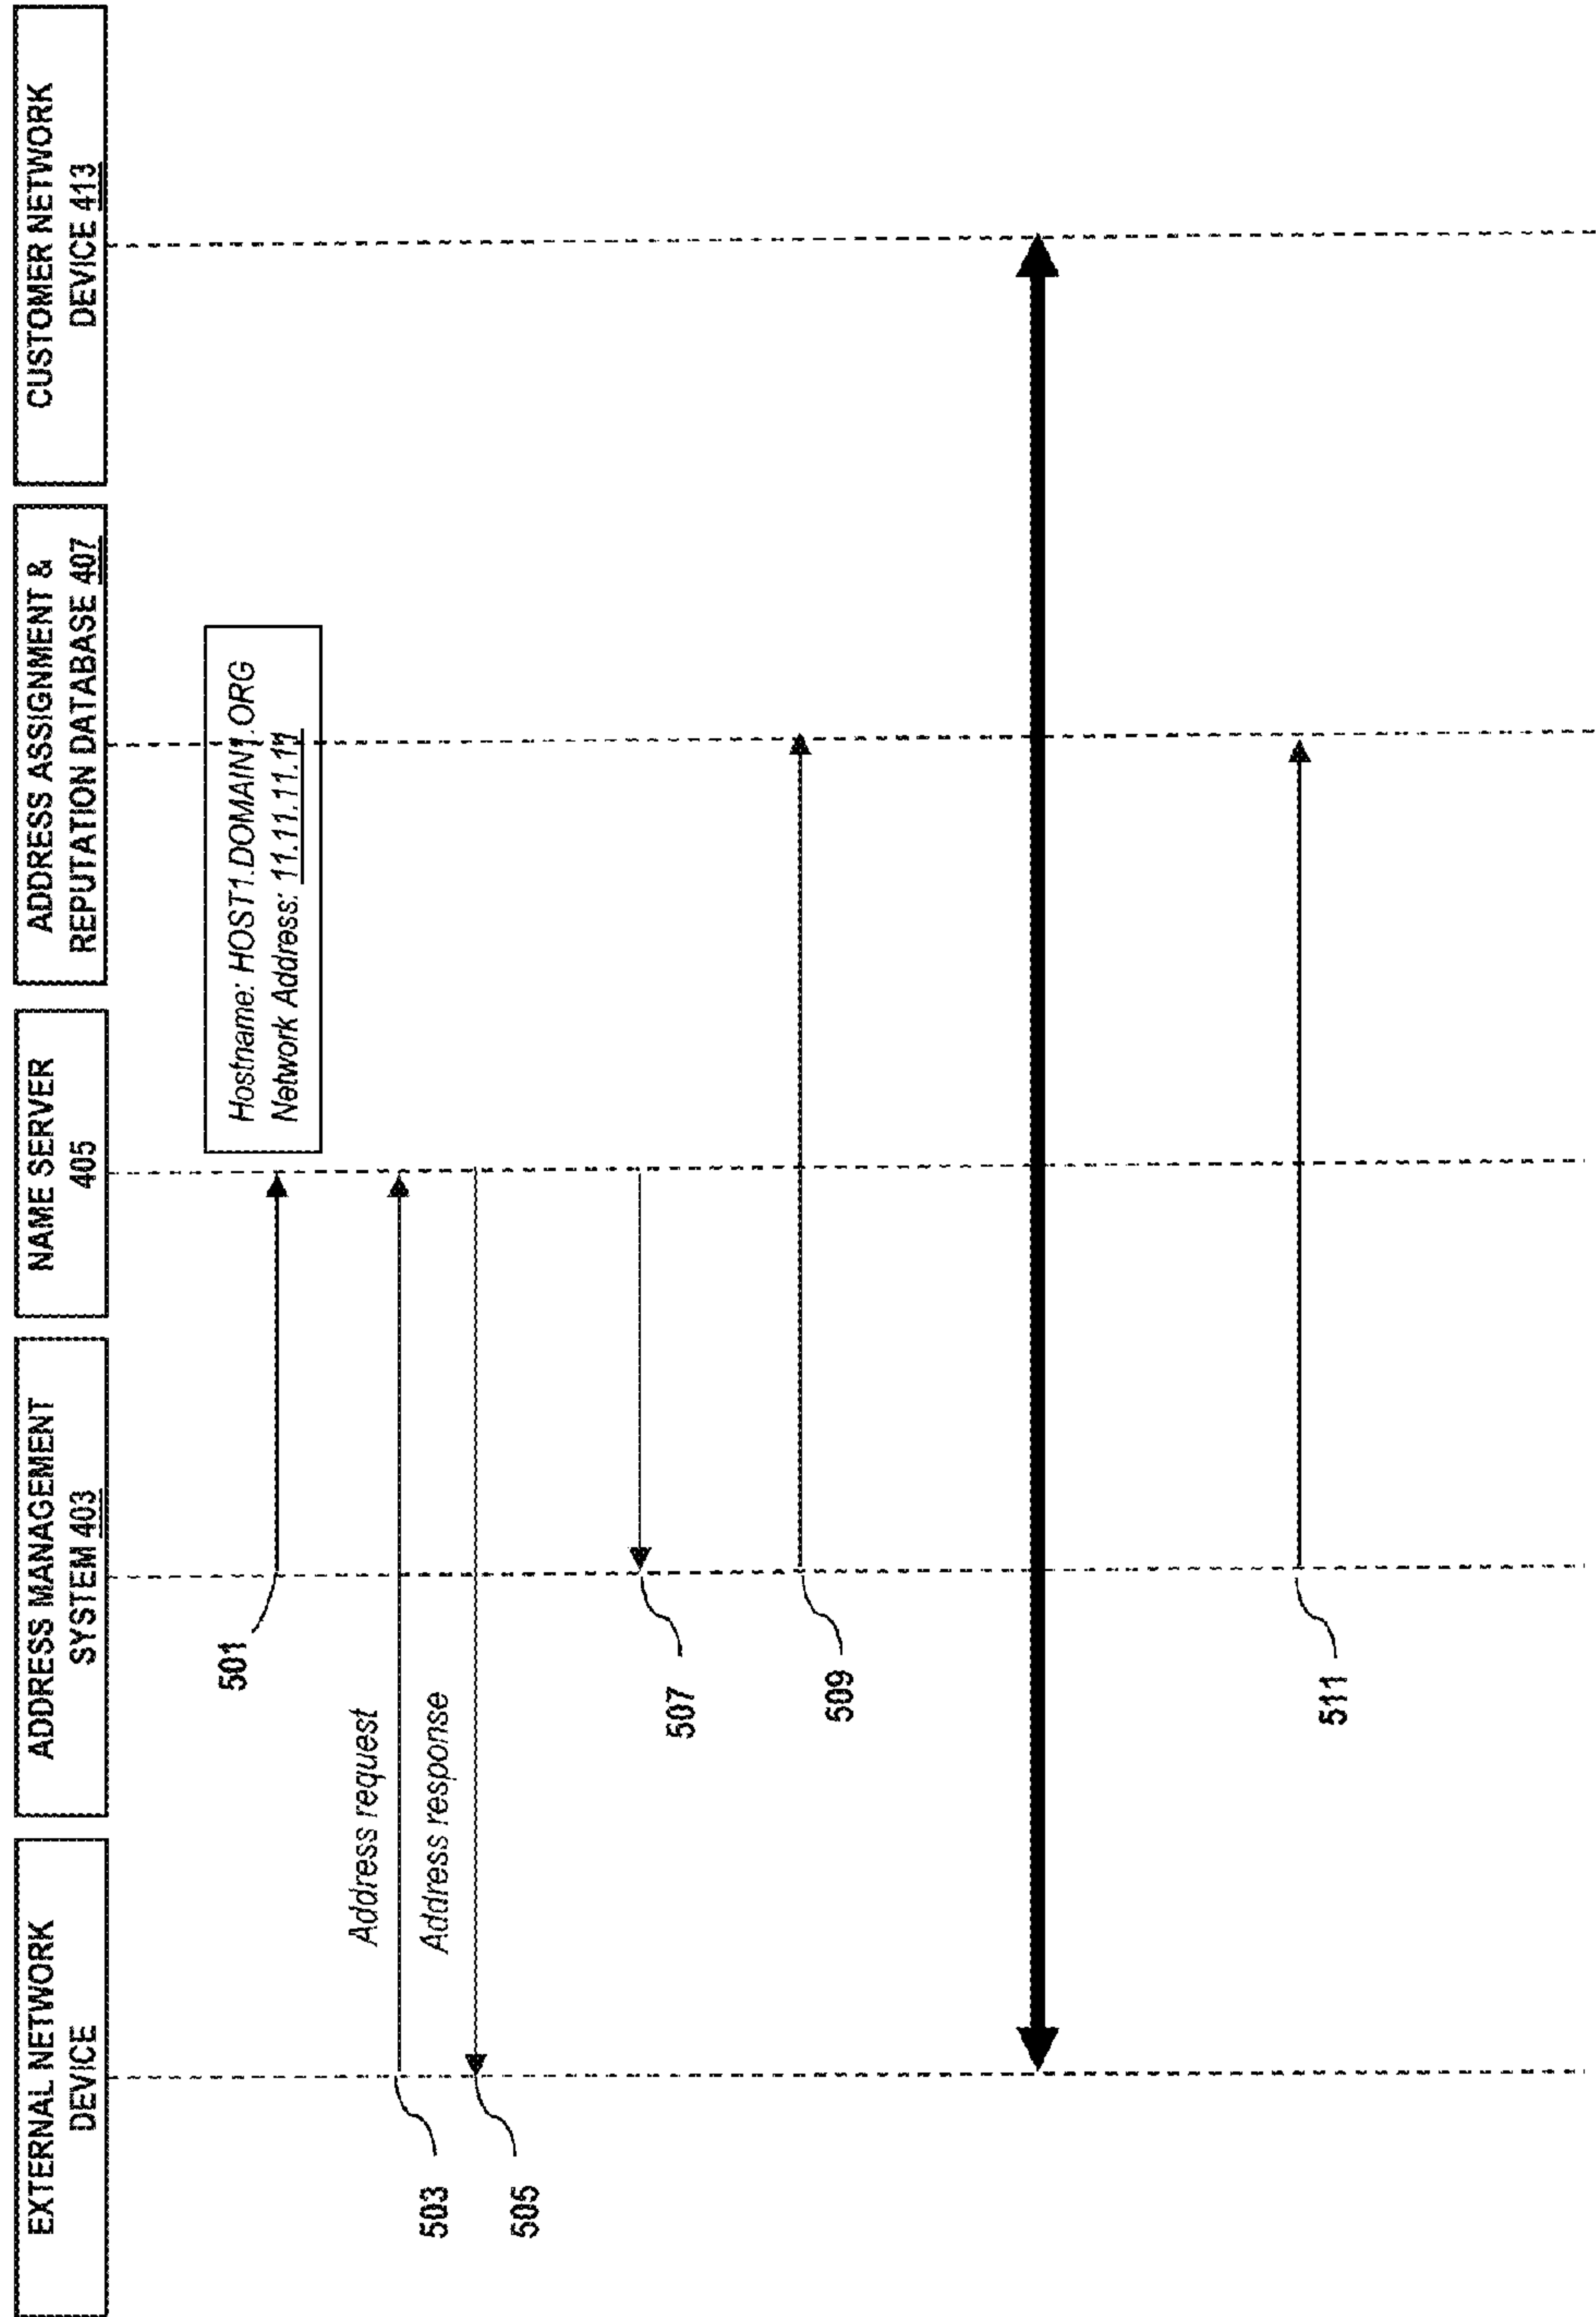 EXTERNAL NETWORK
DEVICE
ADDRESS MANAGEMENT
SYSTEM 403
NAME SERVER
405
ADDRESS ASSIGNMENT &
REPUTATION DATABASE 407
CUSTOMER NETWORK
DEVICE 413
501
Hostname: HOST1.DOMAIN1.ORG
Network Address: 11.11.11.11
Address request
503
Address response
505
507
509
511